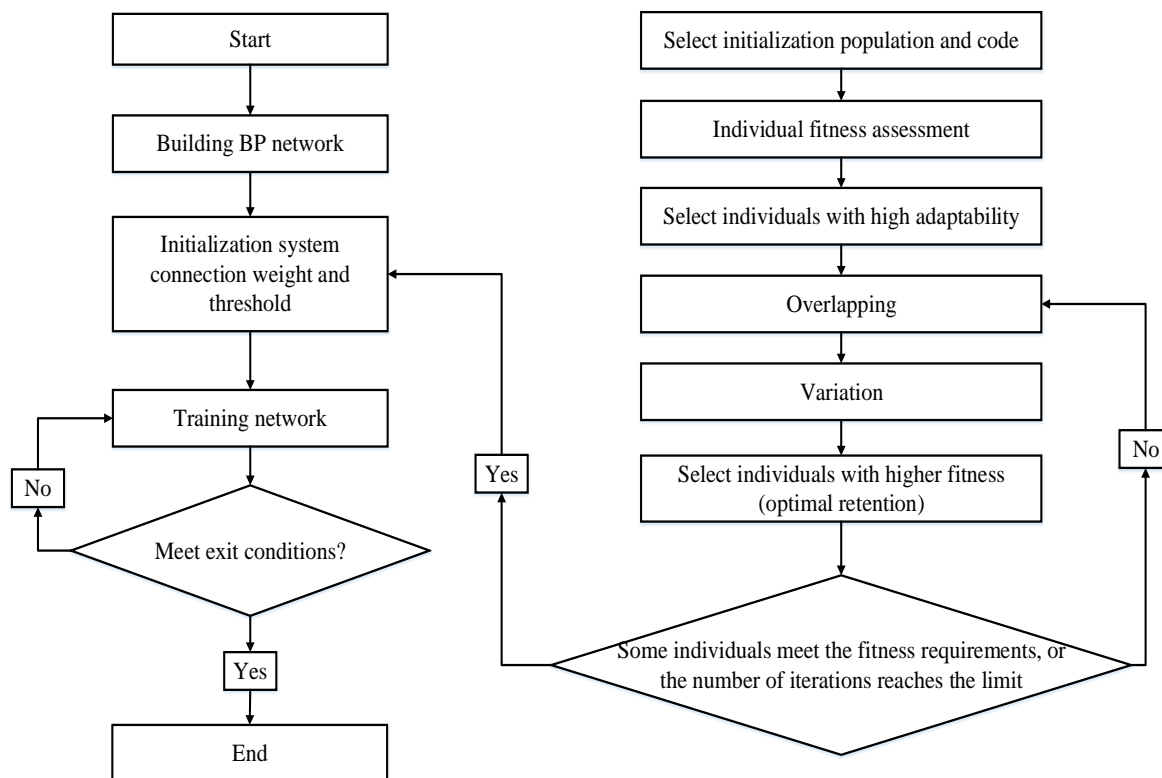 Start
Building BP network
Initialization system
connection weight and
threshold
Training network
No
Meet exit conditions?
Yes
End
Select initialization population and code
Individual fitness assessment
Select individuals with high adaptability
Overlapping
Variation
Select individuals with higher fitness
(optimal retention)
Yes
No
Some individuals meet the fitness requirements, or
the number of iterations reaches the limit